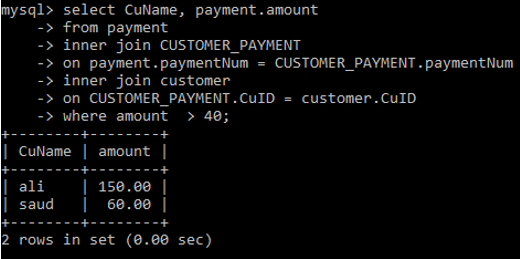 mysql> select CuName, payment.amount
    -> from payment
    -> inner join CUSTOMER_PAYMENT
    -> on payment.paymentNum = CUSTOMER_PAYMENT.paymentNum
    -> inner join customer
    -> on CUSTOMER_PAYMENT.CuID = customer.CuID
    -> where amount  > 40;
+--------+--------+
| CuName | amount |
+--------+--------+
| ali    | 150.00 |
| saud   |  60.00 |
+--------+--------+
2 rows in set (0.00 sec)